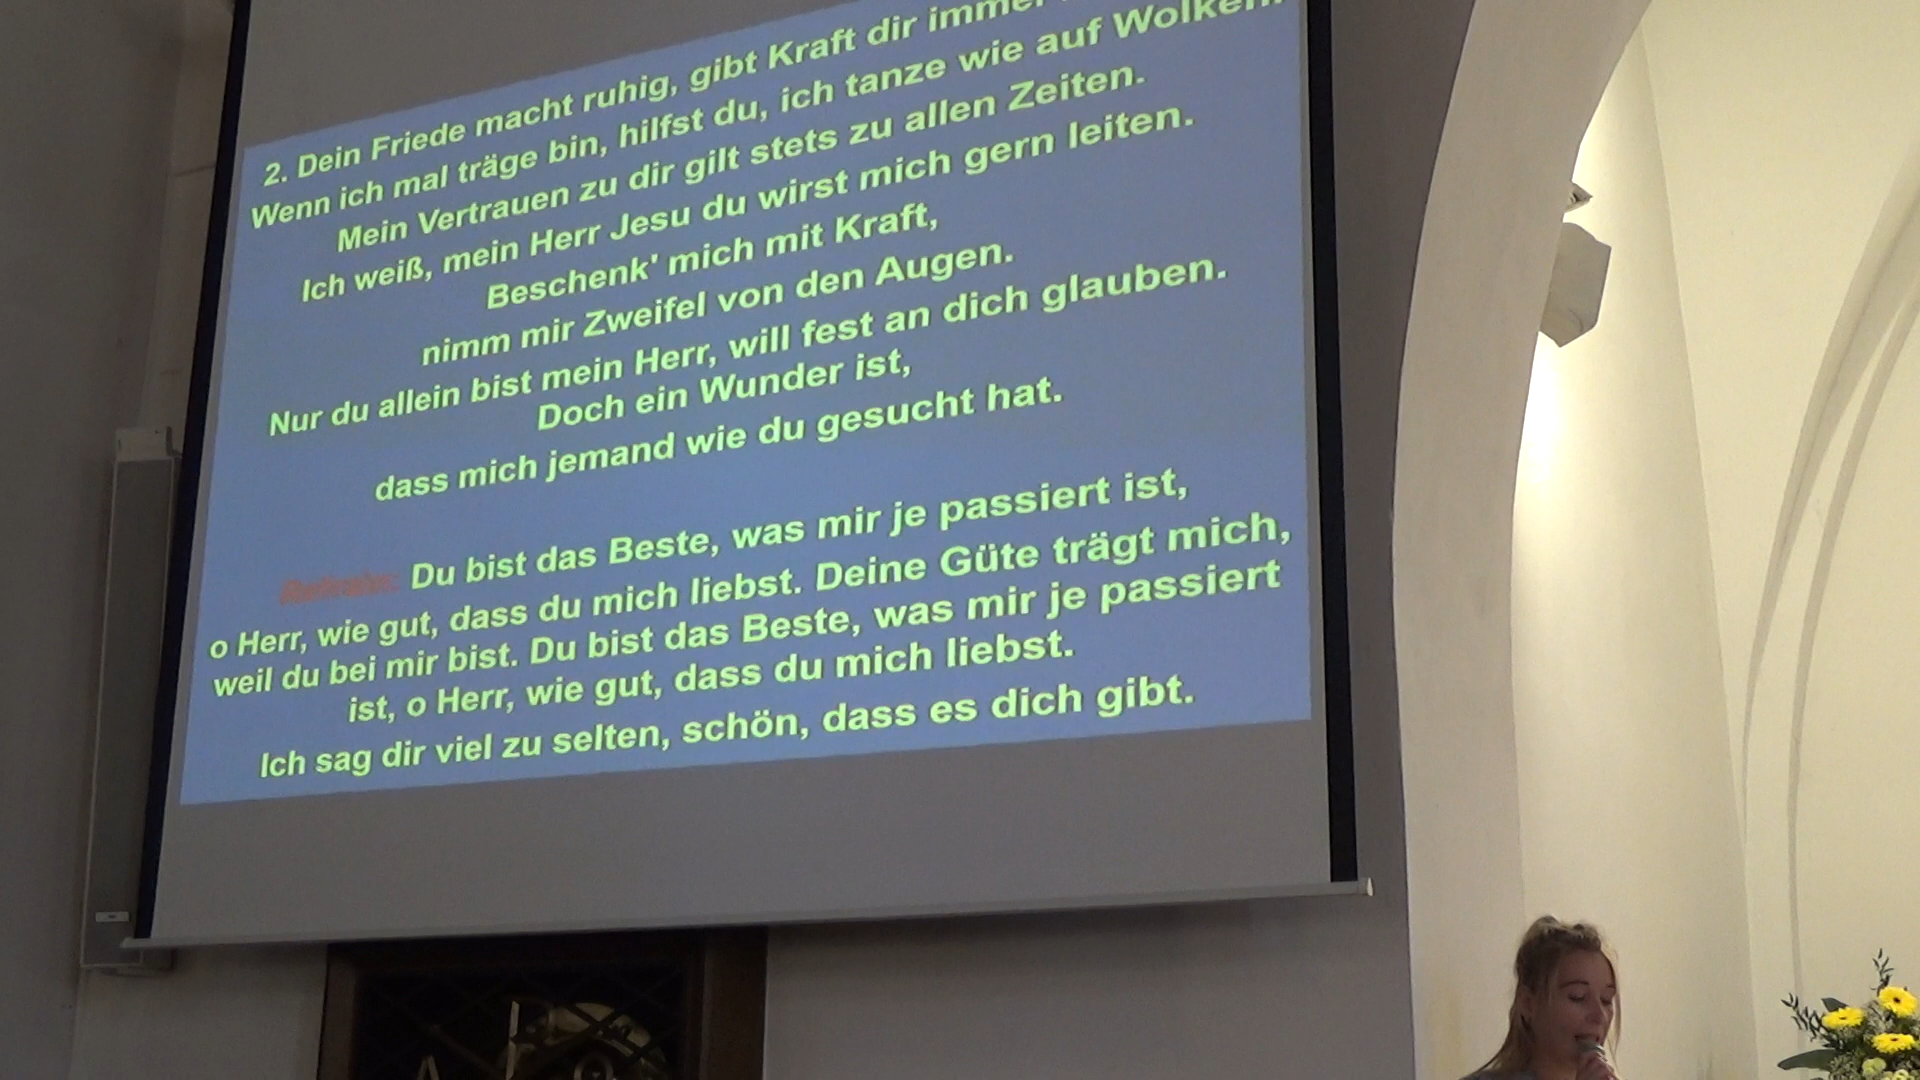 2. Dein Friede macht ruhig, gibt Kraft dir immer
Wenn ich mal träge bin, hilfst du, ich tanze wie auf Wolken.
Mein Vertrauen zu dir gilt stets zu allen Zeiten.
Ich weiß, mein Herr Jesu du wirst mich gern leiten.
Beschenk' mich mit Kraft,
nimm mir Zweifel von den Augen.
Nur du allein bist mein Herr, will fest an dich glauben.
Doch ein Wunder ist,
dass mich jemand wie du gesucht hat.
Refrain: Du bist das Beste, was mir je passiert ist,
o Herr, wie gut, dass du mich liebst. Deine Güte trägt mich,
weil du bei mir bist. Du bist das Beste, was mir je passiert
ist, o Herr, wie gut, dass du mich liebst.
Ich sag dir viel zu selten, schön, dass es dich gibt.